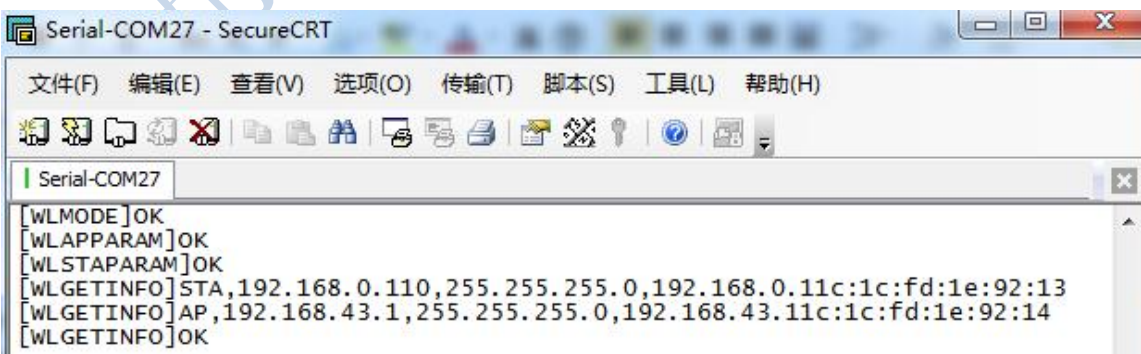 Serial-COM27 - SecureCRT
文件(F) 编辑(E) 查看(V) 选项(O) 传输(T) 脚本(S) 工具(L) 帮助(H)
Serial-COM27
[WLMODE]OK
[WLAPPARAM]OK
[WLSTAPARAM]OK
[WLGETINFO]STA,192.168.0.110,255.255.255.0,192.168.0.11c:1c:fd:1e:92:13
[WLGETINFO]AP,192.168.43.1,255.255.255.0,192.168.43.11c:1c:fd:1e:92:14
[WLGETINFO]OK